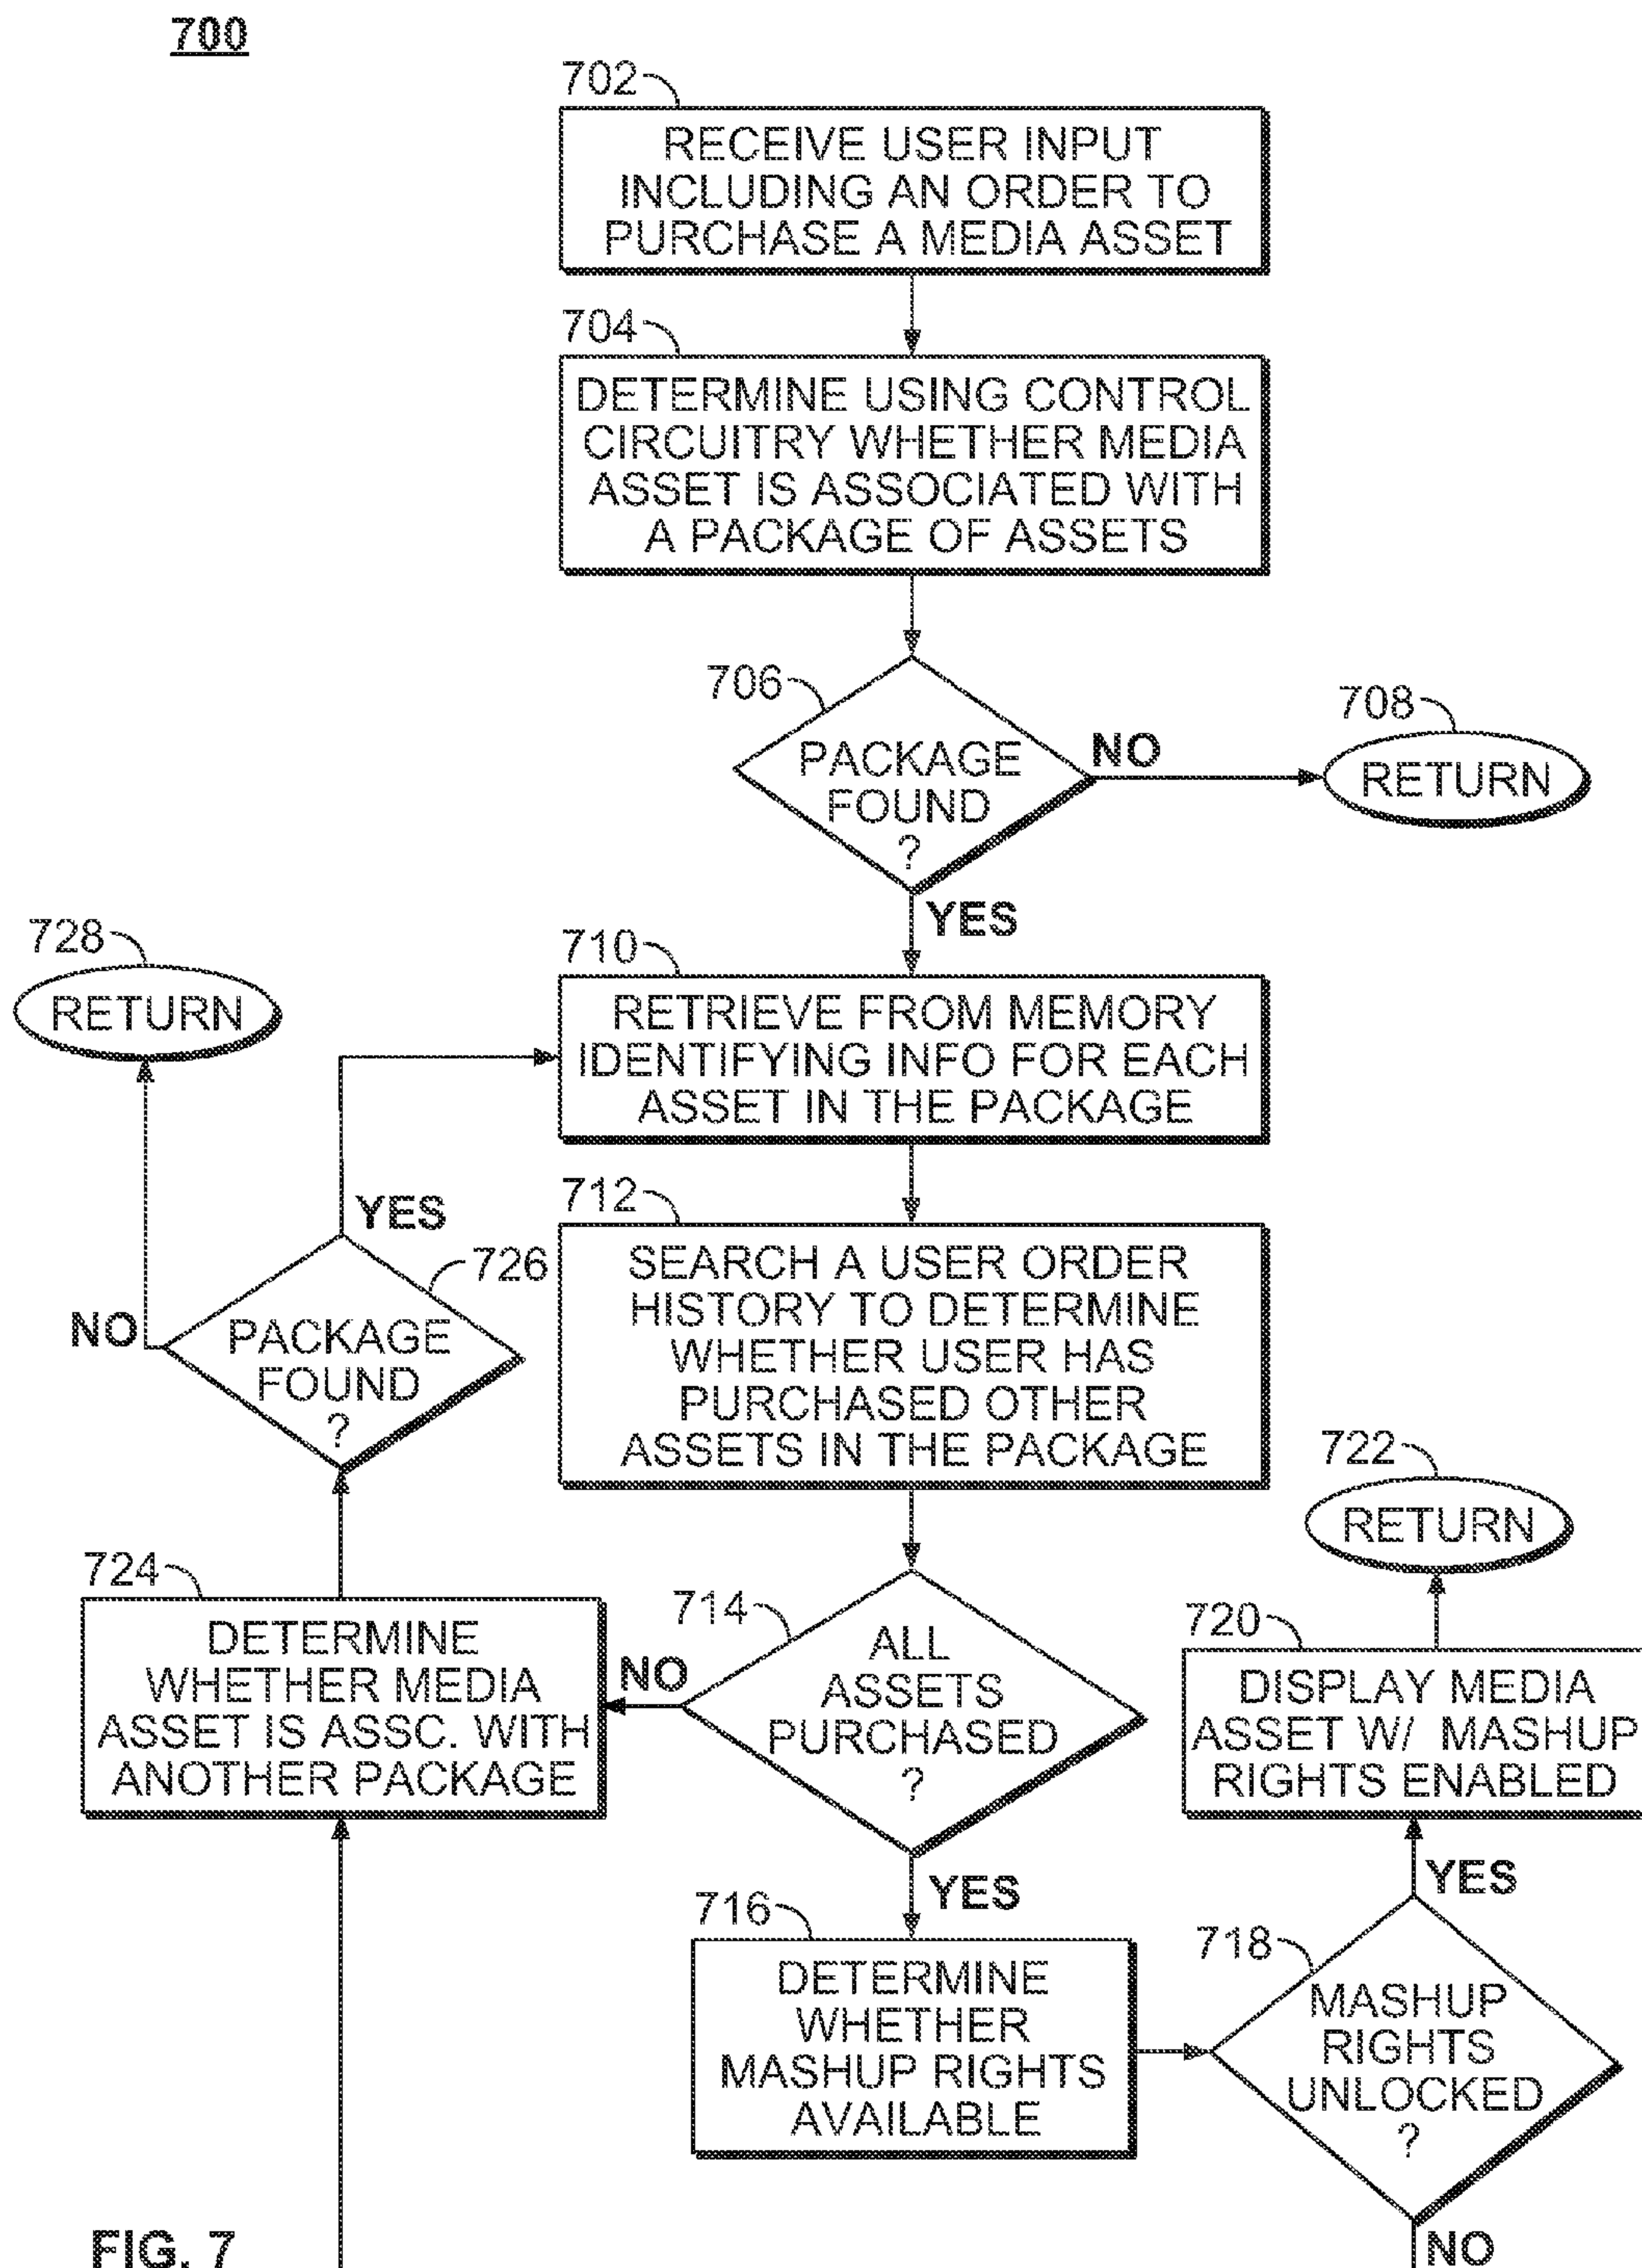 700
702
RECEIVE USER INPUT
INCLUDING AN ORDER TO
PURCHASE A MEDIA ASSET
704
DETERMINE USING CONTROL
CIRCUITRY WHETHER MEDIA
ASSET IS ASSOCIATED WITH
A PACKAGE OF ASSETS
706
PACKAGE
FOUND
?
NO
708
RETURN
YES
728
RETURN
710
RETRIEVE FROM MEMORY
IDENTIFYING INFO FOR EACH
ASSET IN THE PACKAGE
YES
726
PACKAGE
FOUND
?
NO
712
SEARCH A USER ORDER
HISTORY TO DETERMINE
WHETHER USER HAS
PURCHASED OTHER
ASSETS IN THE PACKAGE
722
RETURN
724
DETERMINE
WHETHER MEDIA
ASSET IS ASSC. WITH
ANOTHER PACKAGE
NO
714
ALL
ASSETS
PURCHASED
?
720
DISPLAY MEDIA
ASSET W/ MASHUP
RIGHTS ENABLED
YES
YES
716
DETERMINE
WHETHER
MASHUP RIGHTS
AVAILABLE
718
MASHUP
RIGHTS
UNLOCKED
?
NO
FIG. 7